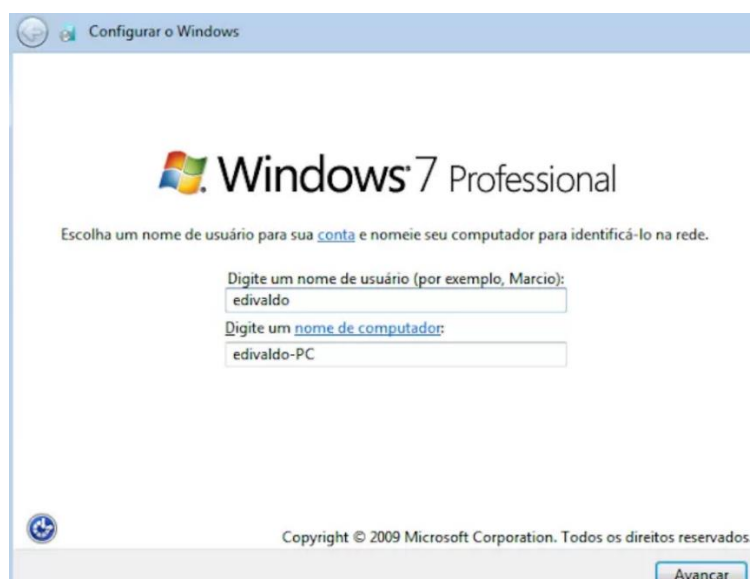 Configurar o Windows
Windows 7 Professional
Escolha um nome de usuário para sua conta e nomeie seu computador para identificá-lo na rede.
Digite um nome de usuário (por exemplo, Marcio):
edivaldo
Digite um nome de computador:
edivaldo-PC
Copyright © 2009 Microsoft Corporation. Todos os direitos reservados.
Avançar